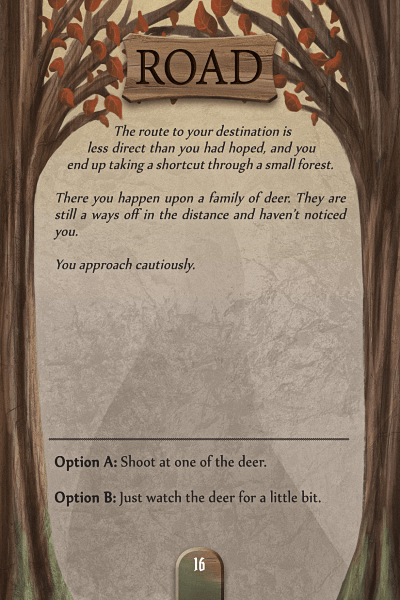 ROAD
The route to your destination is
less direct than you had hoped, and you
end up taking a shortcut through a small forest.
There you happen upon a family of deer. They are
still a ways off in the distance and haven't noticed
you.
You approach cautiously.
Option A: Shoot at one of the deer.
Option B: Just watch the deer for a little bit.
16